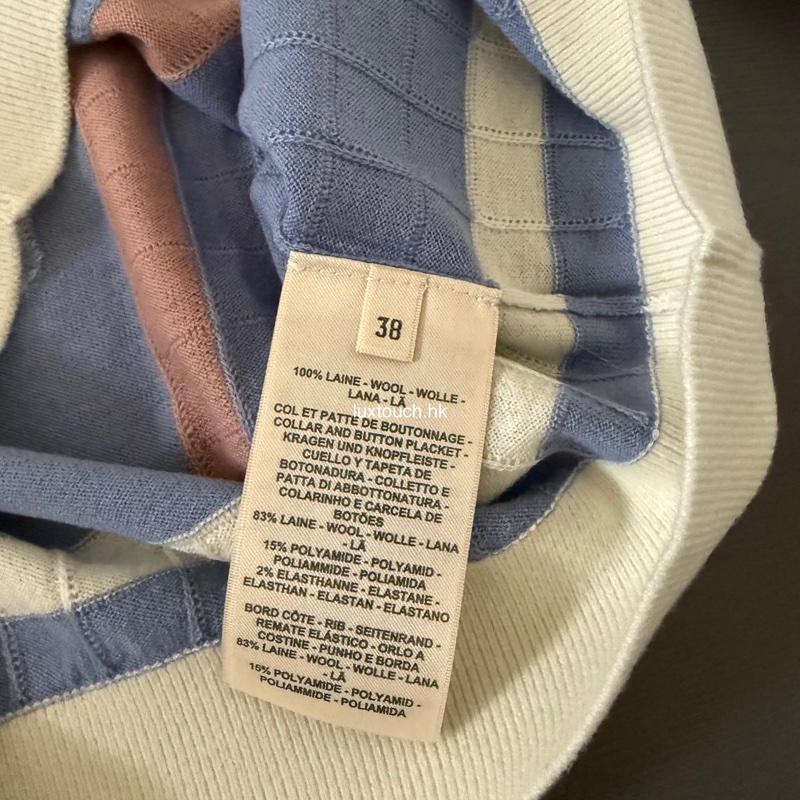 38
100% LAINE - WOOL - WOLLE -
LANA - LÃ
luxtouch.hk
COL ET PATTE DE BOUTONNAGE -
COLLAR AND BUTTON PLACKET -
KRAGEN UND KNOPFLEISTE -
CUELLO Y TAPETA DE
BOTONADURA - COLLETTO E
PATTA DI ABBOTTONATURA -
COLARINHO E CARCELA DE
BOTÕES
83% LAINE - WOOL - WOLLE - LANA
- LÃ
15% POLYAMIDE - POLYAMID -
POLIAMMIDE - POLIAMIDA
2% ELASTHANNE - ELASTANE -
ELASTHAN - ELASTAN - ELASTANO
BORD CÔTE - RIB - SEITENRAND -
REMATE ELÁSTICO - ORLO A
COSTINE - PUNHO E BORDA
83% LAINE - WOOL - WOLLE - LANA
- LÃ
15% POLYAMIDE - POLYAMID -
POLIAMMIDE - POLIAMIDA